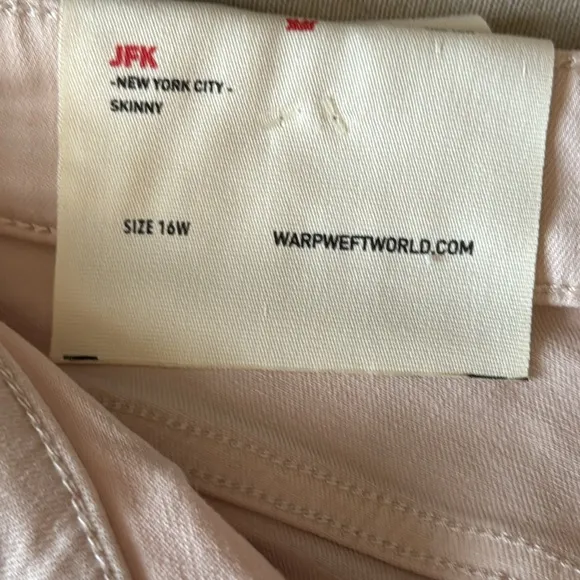 JFK
-NEW YORK CITY -
SKINNY
SIZE 16W
WARPWEFTWORLD.COM